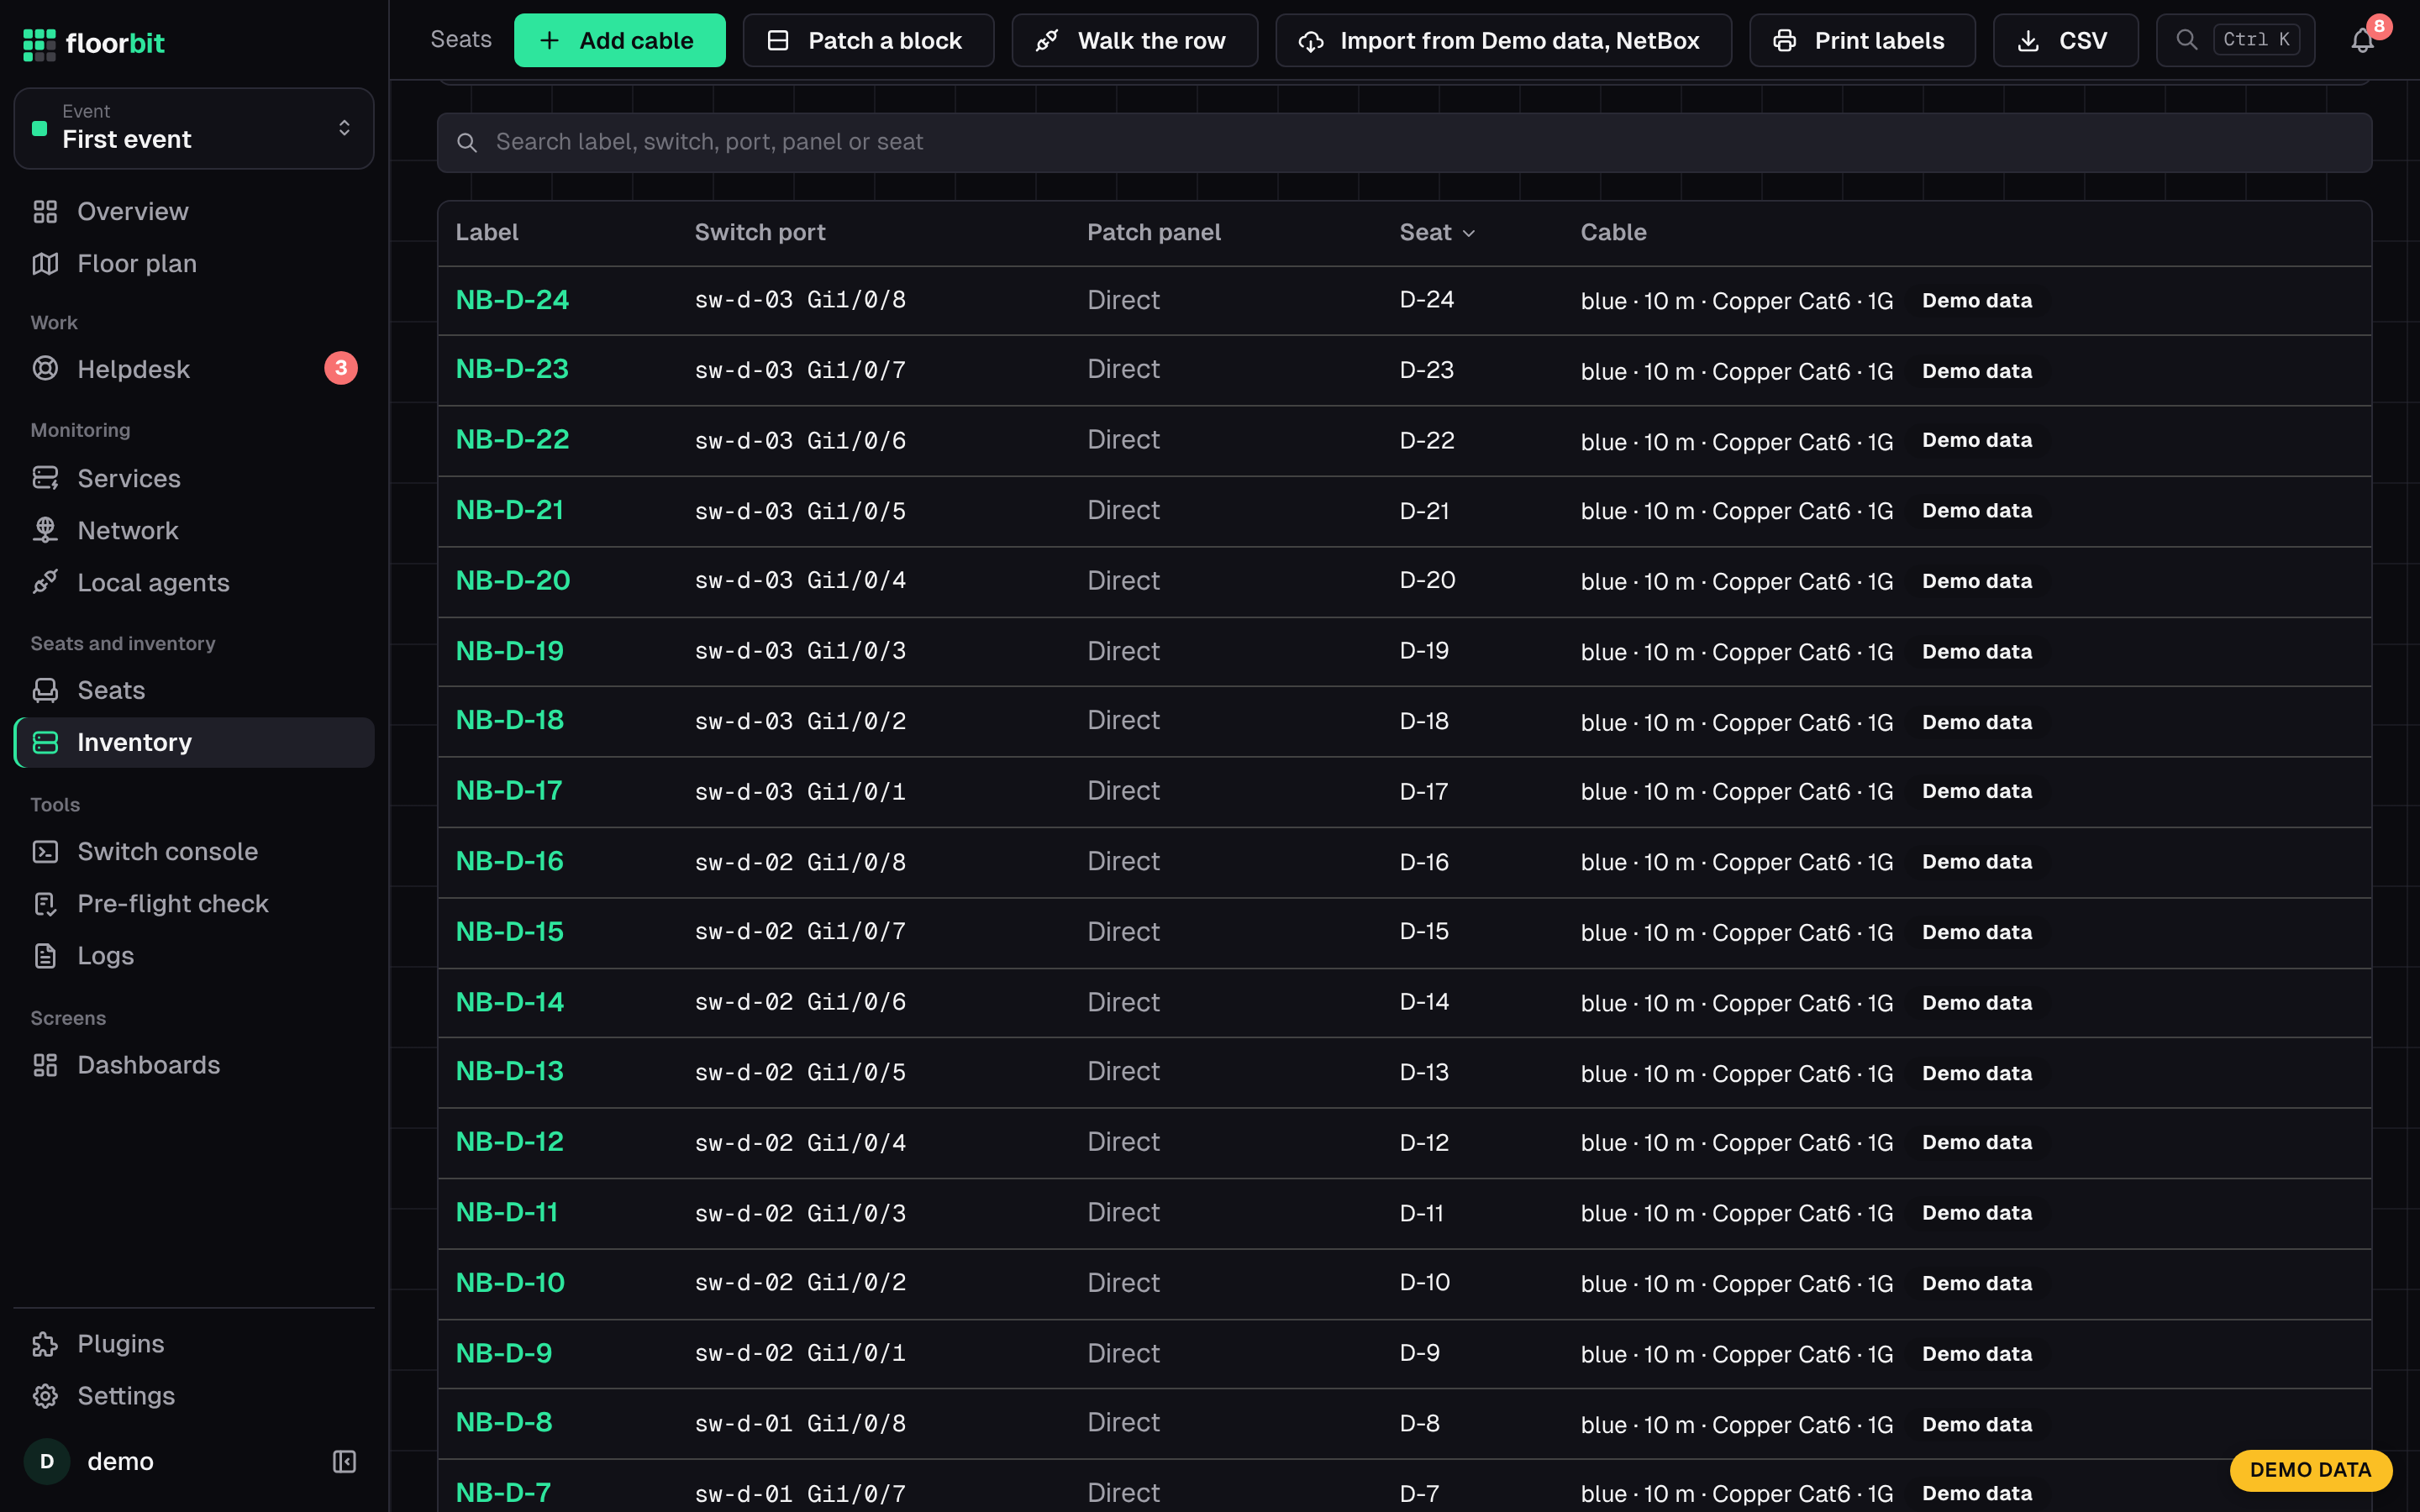 floorbit
Event
First event
Overview
Floor plan
Work
Helpdesk 3
Monitoring
Services
Network
Local agents
Seats and inventory
Seats
Inventory
Tools
Switch console
Pre-flight check
Logs
Screens
Dashboards
Plugins
Settings
D demo
Seats Add cable Patch a block Walk the row Import from Demo data, NetBox Print labels CSV Ctrl K 8
Search label, switch, port, panel or seat
Label Switch port Patch panel Seat Cable
NB-D-24 sw-d-03 Gi1/0/8 Direct D-24 blue · 10 m · Copper Cat6 · 1G Demo data
NB-D-23 sw-d-03 Gi1/0/7 Direct D-23 blue · 10 m · Copper Cat6 · 1G Demo data
NB-D-22 sw-d-03 Gi1/0/6 Direct D-22 blue · 10 m · Copper Cat6 · 1G Demo data
NB-D-21 sw-d-03 Gi1/0/5 Direct D-21 blue · 10 m · Copper Cat6 · 1G Demo data
NB-D-20 sw-d-03 Gi1/0/4 Direct D-20 blue · 10 m · Copper Cat6 · 1G Demo data
NB-D-19 sw-d-03 Gi1/0/3 Direct D-19 blue · 10 m · Copper Cat6 · 1G Demo data
NB-D-18 sw-d-03 Gi1/0/2 Direct D-18 blue · 10 m · Copper Cat6 · 1G Demo data
NB-D-17 sw-d-03 Gi1/0/1 Direct D-17 blue · 10 m · Copper Cat6 · 1G Demo data
NB-D-16 sw-d-02 Gi1/0/8 Direct D-16 blue · 10 m · Copper Cat6 · 1G Demo data
NB-D-15 sw-d-02 Gi1/0/7 Direct D-15 blue · 10 m · Copper Cat6 · 1G Demo data
NB-D-14 sw-d-02 Gi1/0/6 Direct D-14 blue · 10 m · Copper Cat6 · 1G Demo data
NB-D-13 sw-d-02 Gi1/0/5 Direct D-13 blue · 10 m · Copper Cat6 · 1G Demo data
NB-D-12 sw-d-02 Gi1/0/4 Direct D-12 blue · 10 m · Copper Cat6 · 1G Demo data
NB-D-11 sw-d-02 Gi1/0/3 Direct D-11 blue · 10 m · Copper Cat6 · 1G Demo data
NB-D-10 sw-d-02 Gi1/0/2 Direct D-10 blue · 10 m · Copper Cat6 · 1G Demo data
NB-D-9 sw-d-02 Gi1/0/1 Direct D-9 blue · 10 m · Copper Cat6 · 1G Demo data
NB-D-8 sw-d-01 Gi1/0/8 Direct D-8 blue · 10 m · Copper Cat6 · 1G Demo data
NB-D-7 sw-d-01 Gi1/0/7 Direct D-7 blue · 10 m · Copper Cat6 · 1G Demo data
DEMO DATA